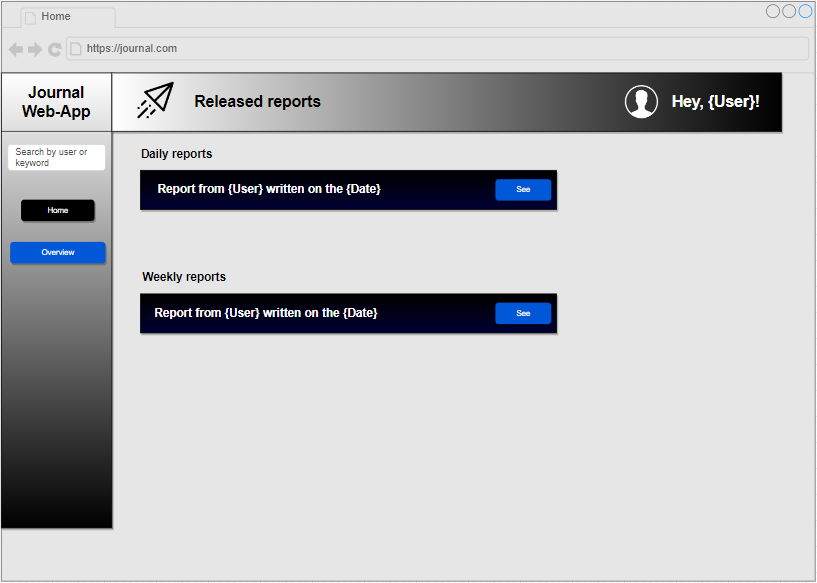 Home
https://journal.com
Journal
Web-App
Released reports
Hey, {User}!
Search by user or
keyword
Home
Overview
Daily reports
Report from {User} written on the {Date}
See
Weekly reports
Report from {User} written on the {Date}
See